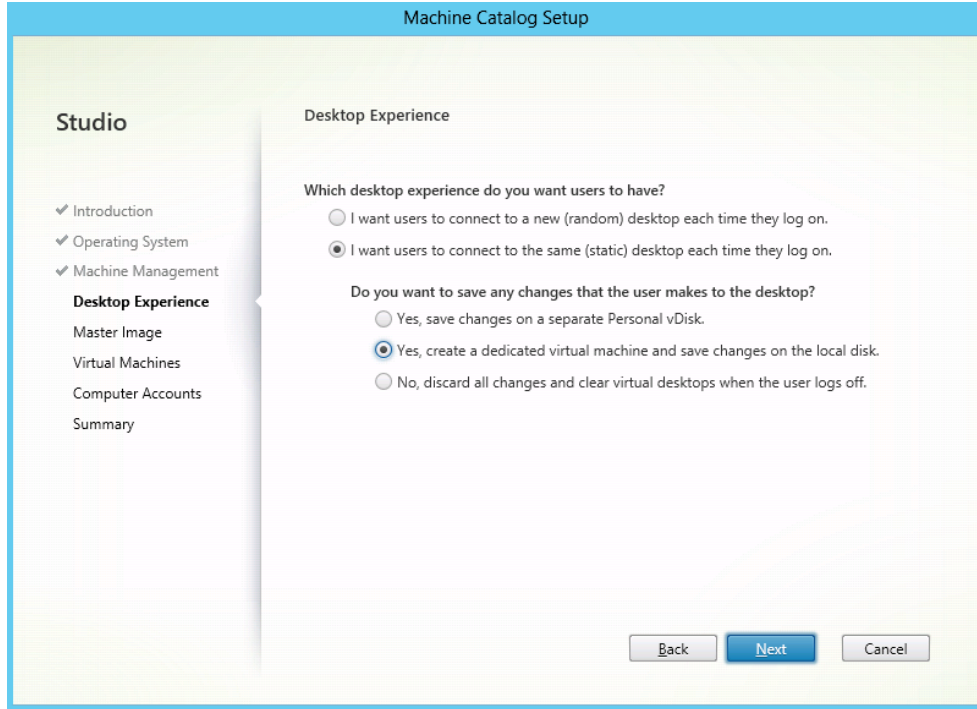 Machine Catalog Setup
Studio
Introduction
Operating System
Machine Management
Desktop Experience
Master Image
Virtual Machines
Computer Accounts
Summary
Desktop Experience
Which desktop experience do you want users to have?
I want users to connect to a new (random) desktop each time they log on.
I want users to connect to the same (static) desktop each time they log on.
Do you want to save any changes that the user makes to the desktop?
Yes, save changes on a separate Personal vDisk.
Yes, create a dedicated virtual machine and save changes on the local disk.
No, discard all changes and clear virtual desktops when the user logs off.
Back
Next
Cancel